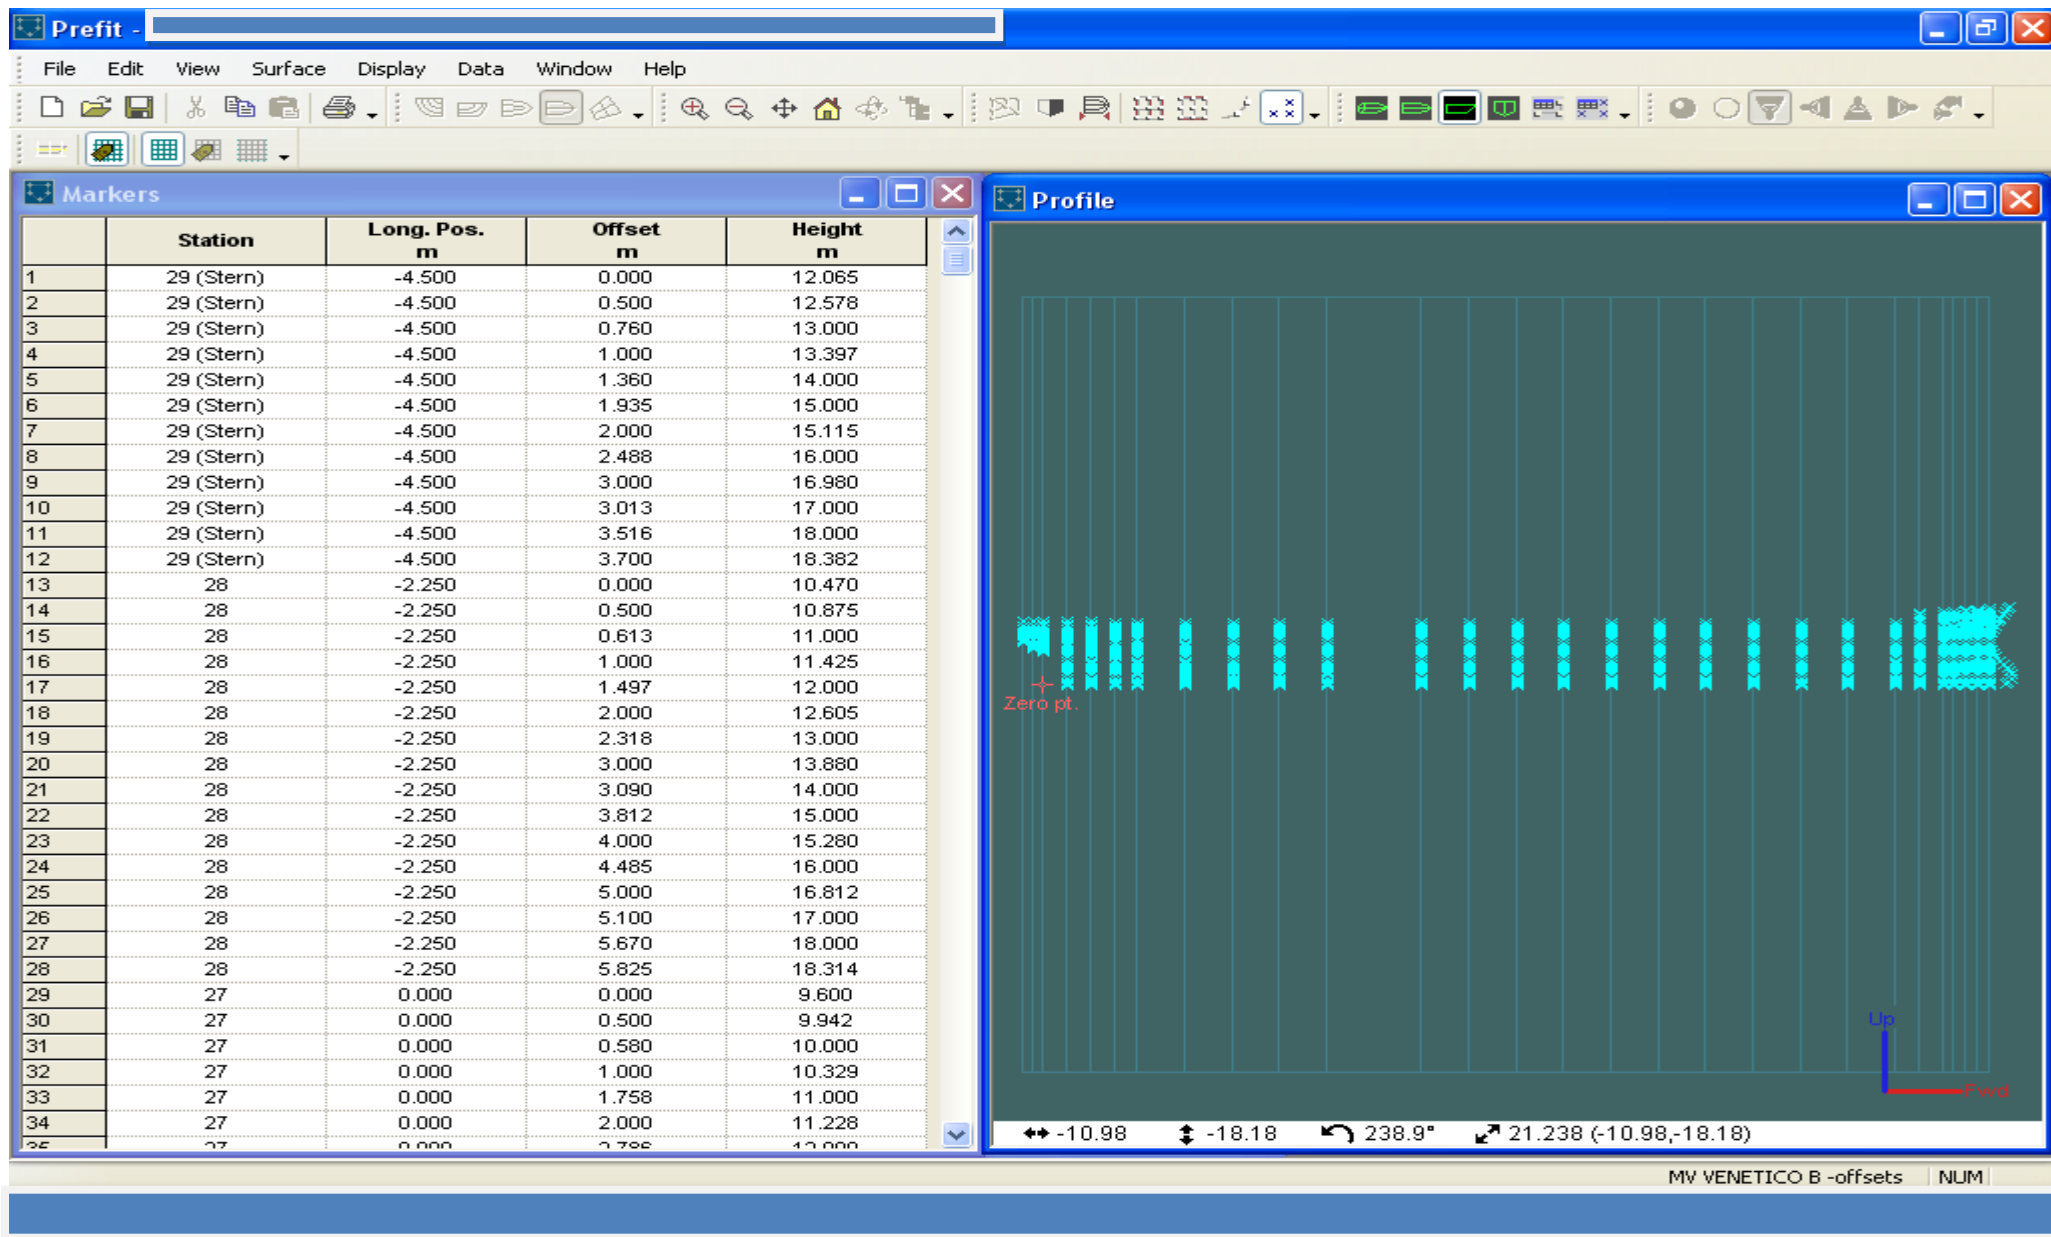 Prefit -
File Edit View Surface Display Data Window Help
Markers
Station Long. Pos. m Offset m Height m
1 29 (Stern) -4.500 0.000 12.065
2 29 (Stern) -4.500 0.500 12.578
3 29 (Stern) -4.500 0.760 13.000
4 29 (Stern) -4.500 1.000 13.397
5 29 (Stern) -4.500 1.360 14.000
6 29 (Stern) -4.500 1.935 15.000
7 29 (Stern) -4.500 2.000 15.115
8 29 (Stern) -4.500 2.488 16.000
9 29 (Stern) -4.500 3.000 16.980
10 29 (Stern) -4.500 3.013 17.000
11 29 (Stern) -4.500 3.516 18.000
12 29 (Stern) -4.500 3.700 18.382
13 28 -2.250 0.000 10.470
14 28 -2.250 0.500 10.875
15 28 -2.250 0.613 11.000
16 28 -2.250 1.000 11.425
17 28 -2.250 1.497 12.000
18 28 -2.250 2.000 12.605
19 28 -2.250 2.318 13.000
20 28 -2.250 3.000 13.880
21 28 -2.250 3.090 14.000
22 28 -2.250 3.812 15.000
23 28 -2.250 4.000 15.280
24 28 -2.250 4.485 16.000
25 28 -2.250 5.000 16.812
26 28 -2.250 5.100 17.000
27 28 -2.250 5.670 18.000
28 28 -2.250 5.825 18.314
29 27 0.000 0.000 9.600
30 27 0.000 0.500 9.942
31 27 0.000 0.580 10.000
32 27 0.000 1.000 10.329
33 27 0.000 1.758 11.000
34 27 0.000 2.000 11.228
Profile
Zero pt.
Up
Fwd
-10.98 -18.18 238.9° 21.238 (-10.98,-18.18)
MV VENETICO B -offsets NUM